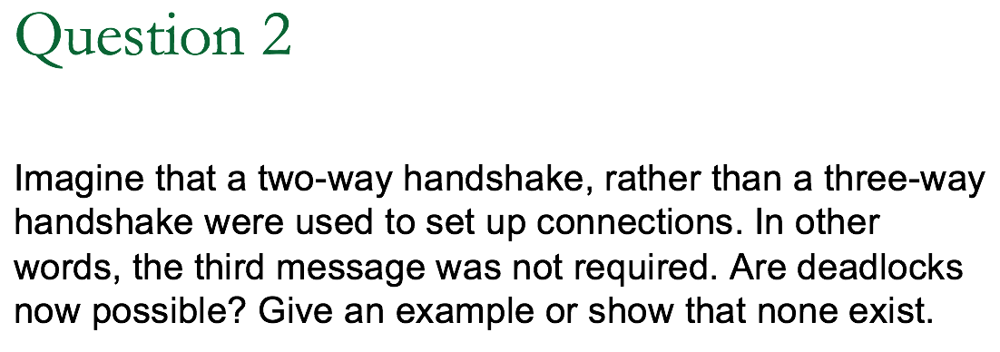 Question 2
Imagine that a two-way handshake, rather than a three-way
handshake were used to set up connections. In other
words, the third message was not required. Are deadlocks
now possible? Give an example or show that none exist.